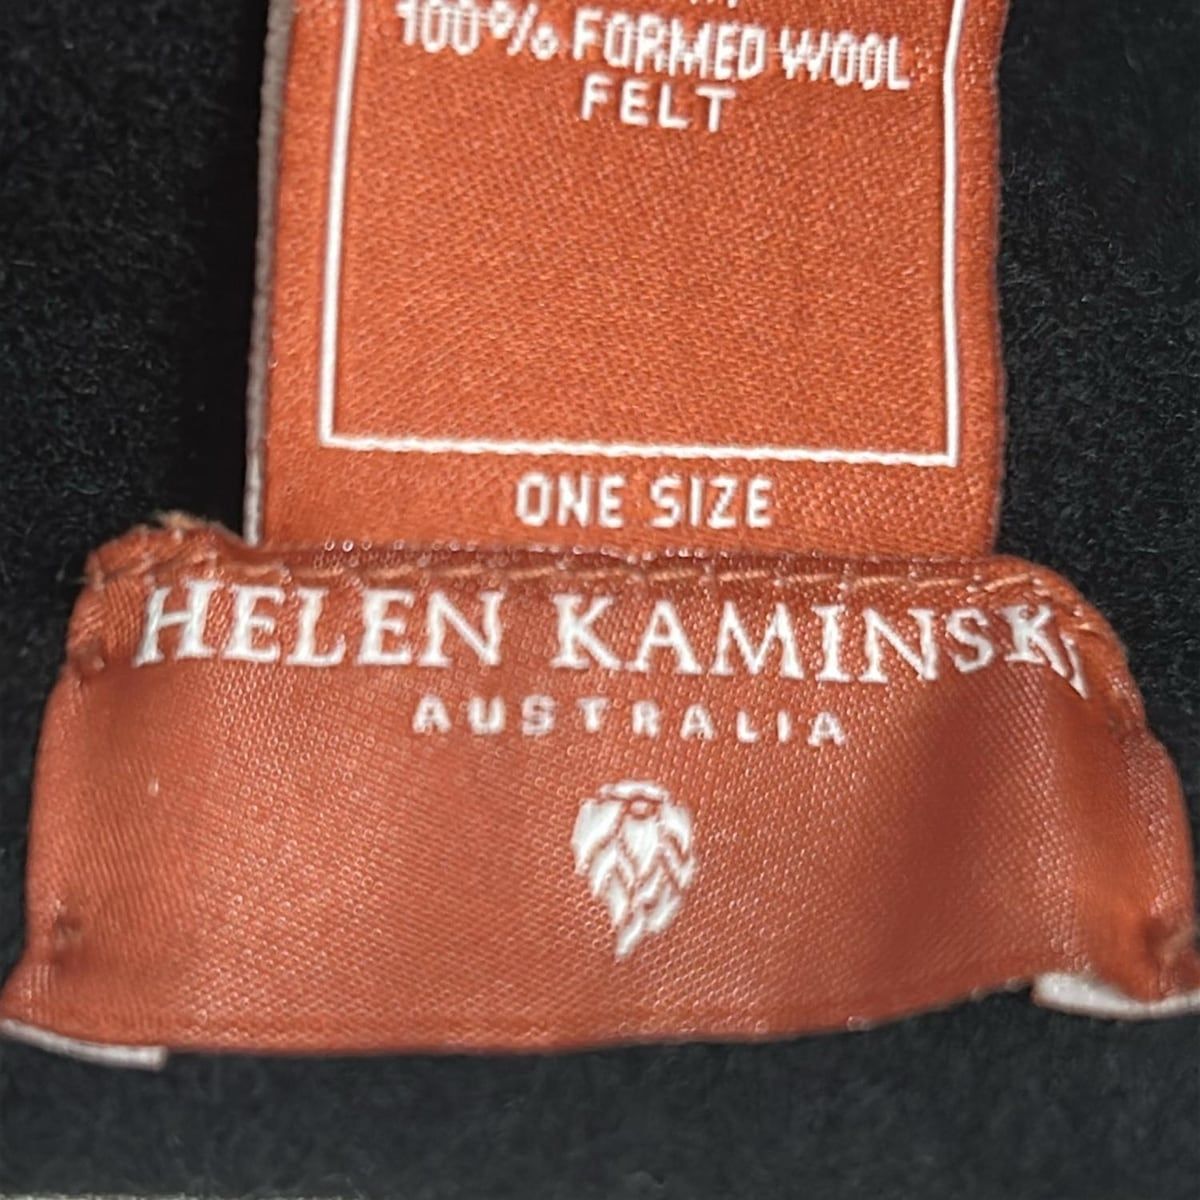 100% FORMED WOOL
FELT
ONE SIZE
HELEN KAMINSKI
AUSTRALIA